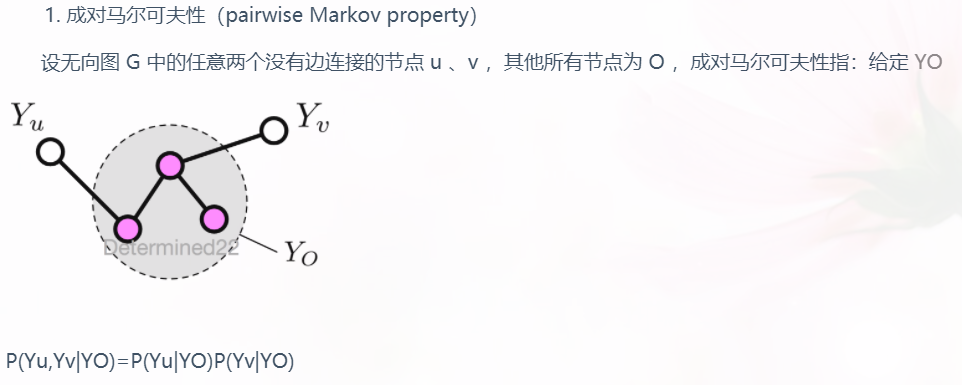 1. 成对马尔可夫性（pairwise Markov property）
设无向图 G 中的任意两个没有边连接的节点 u 、v ，其他所有节点为 O ，成对马尔可夫性指：给定 YO
Yu
Yv
Determined22
YO
P(Yu,Yv|YO)=P(Yu|YO)P(Yv|YO)